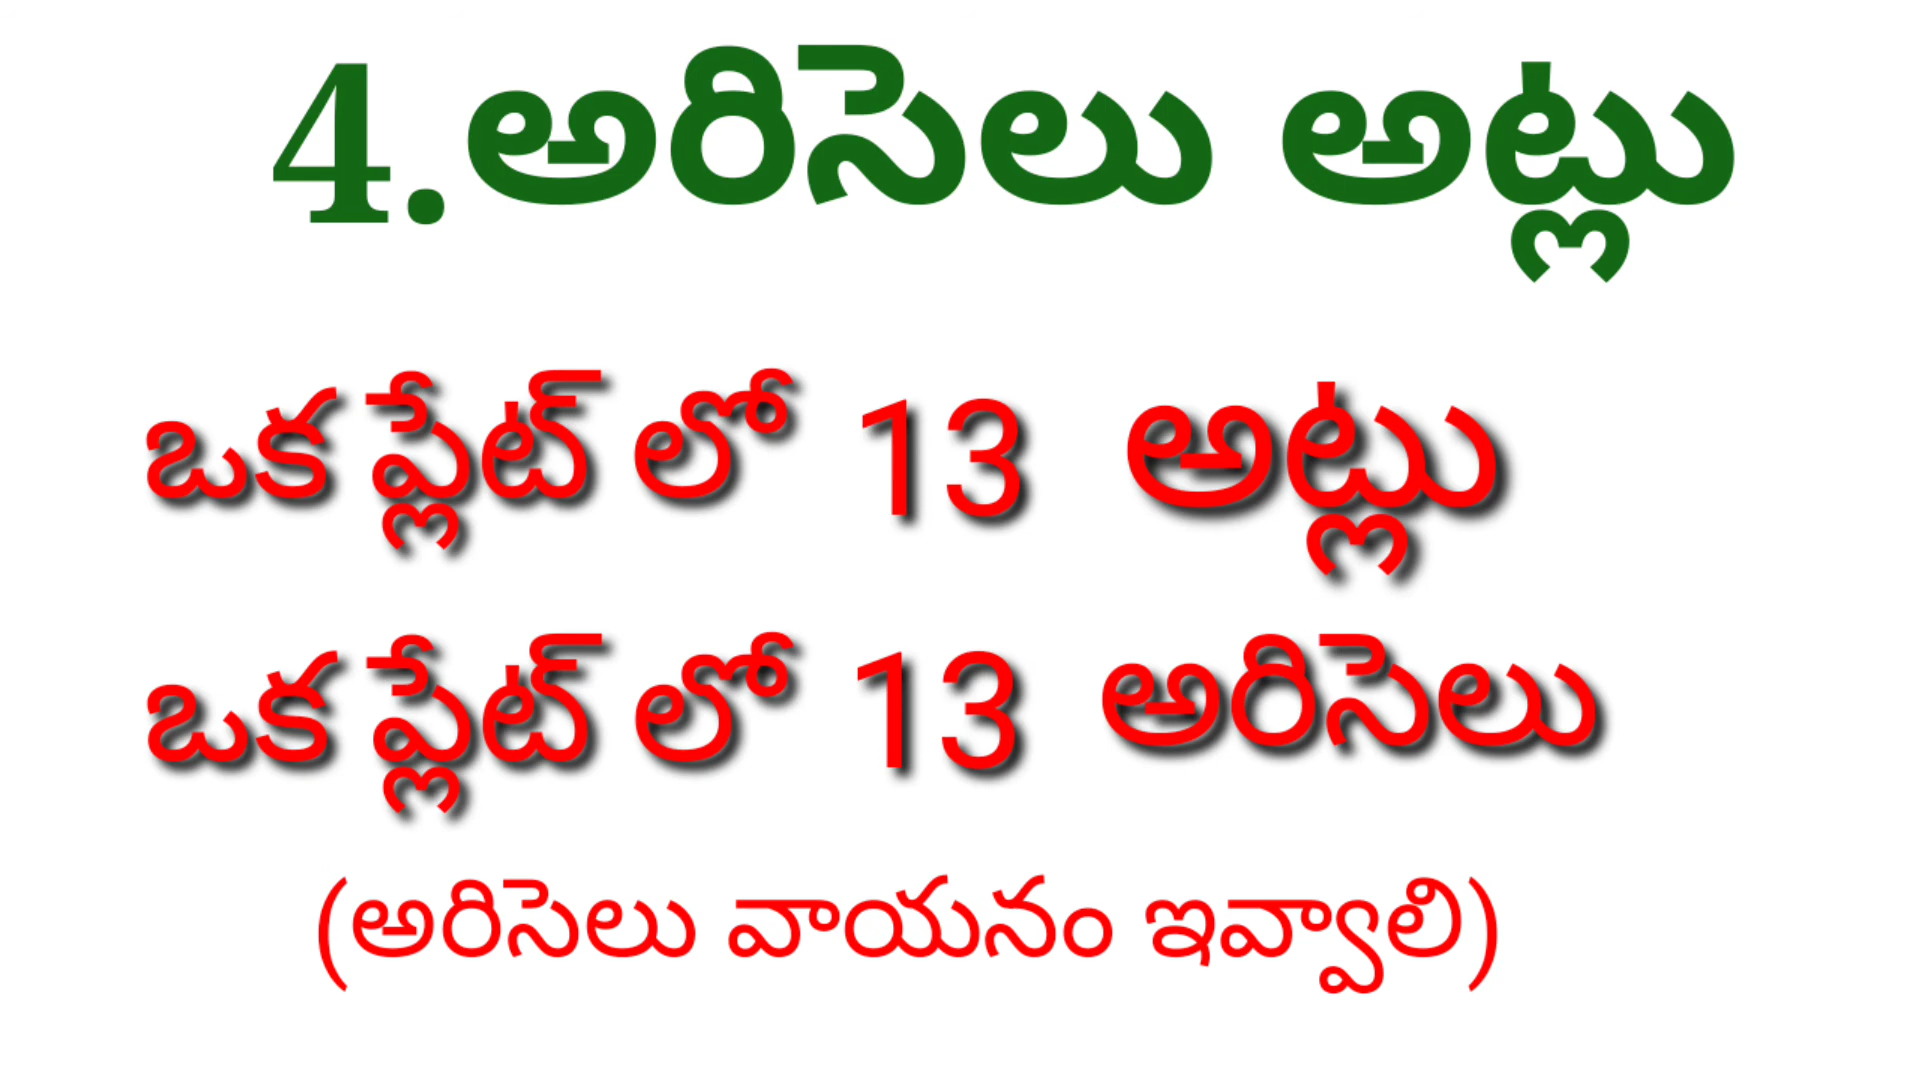 4.అరిసెలు అట్లు
ఒక ప్లేట్ లో 13 అట్లు
ఒక ప్లేట్ లో 13 అరిసెలు
(అరిసెలు వాయనం ఇవ్వాలి)